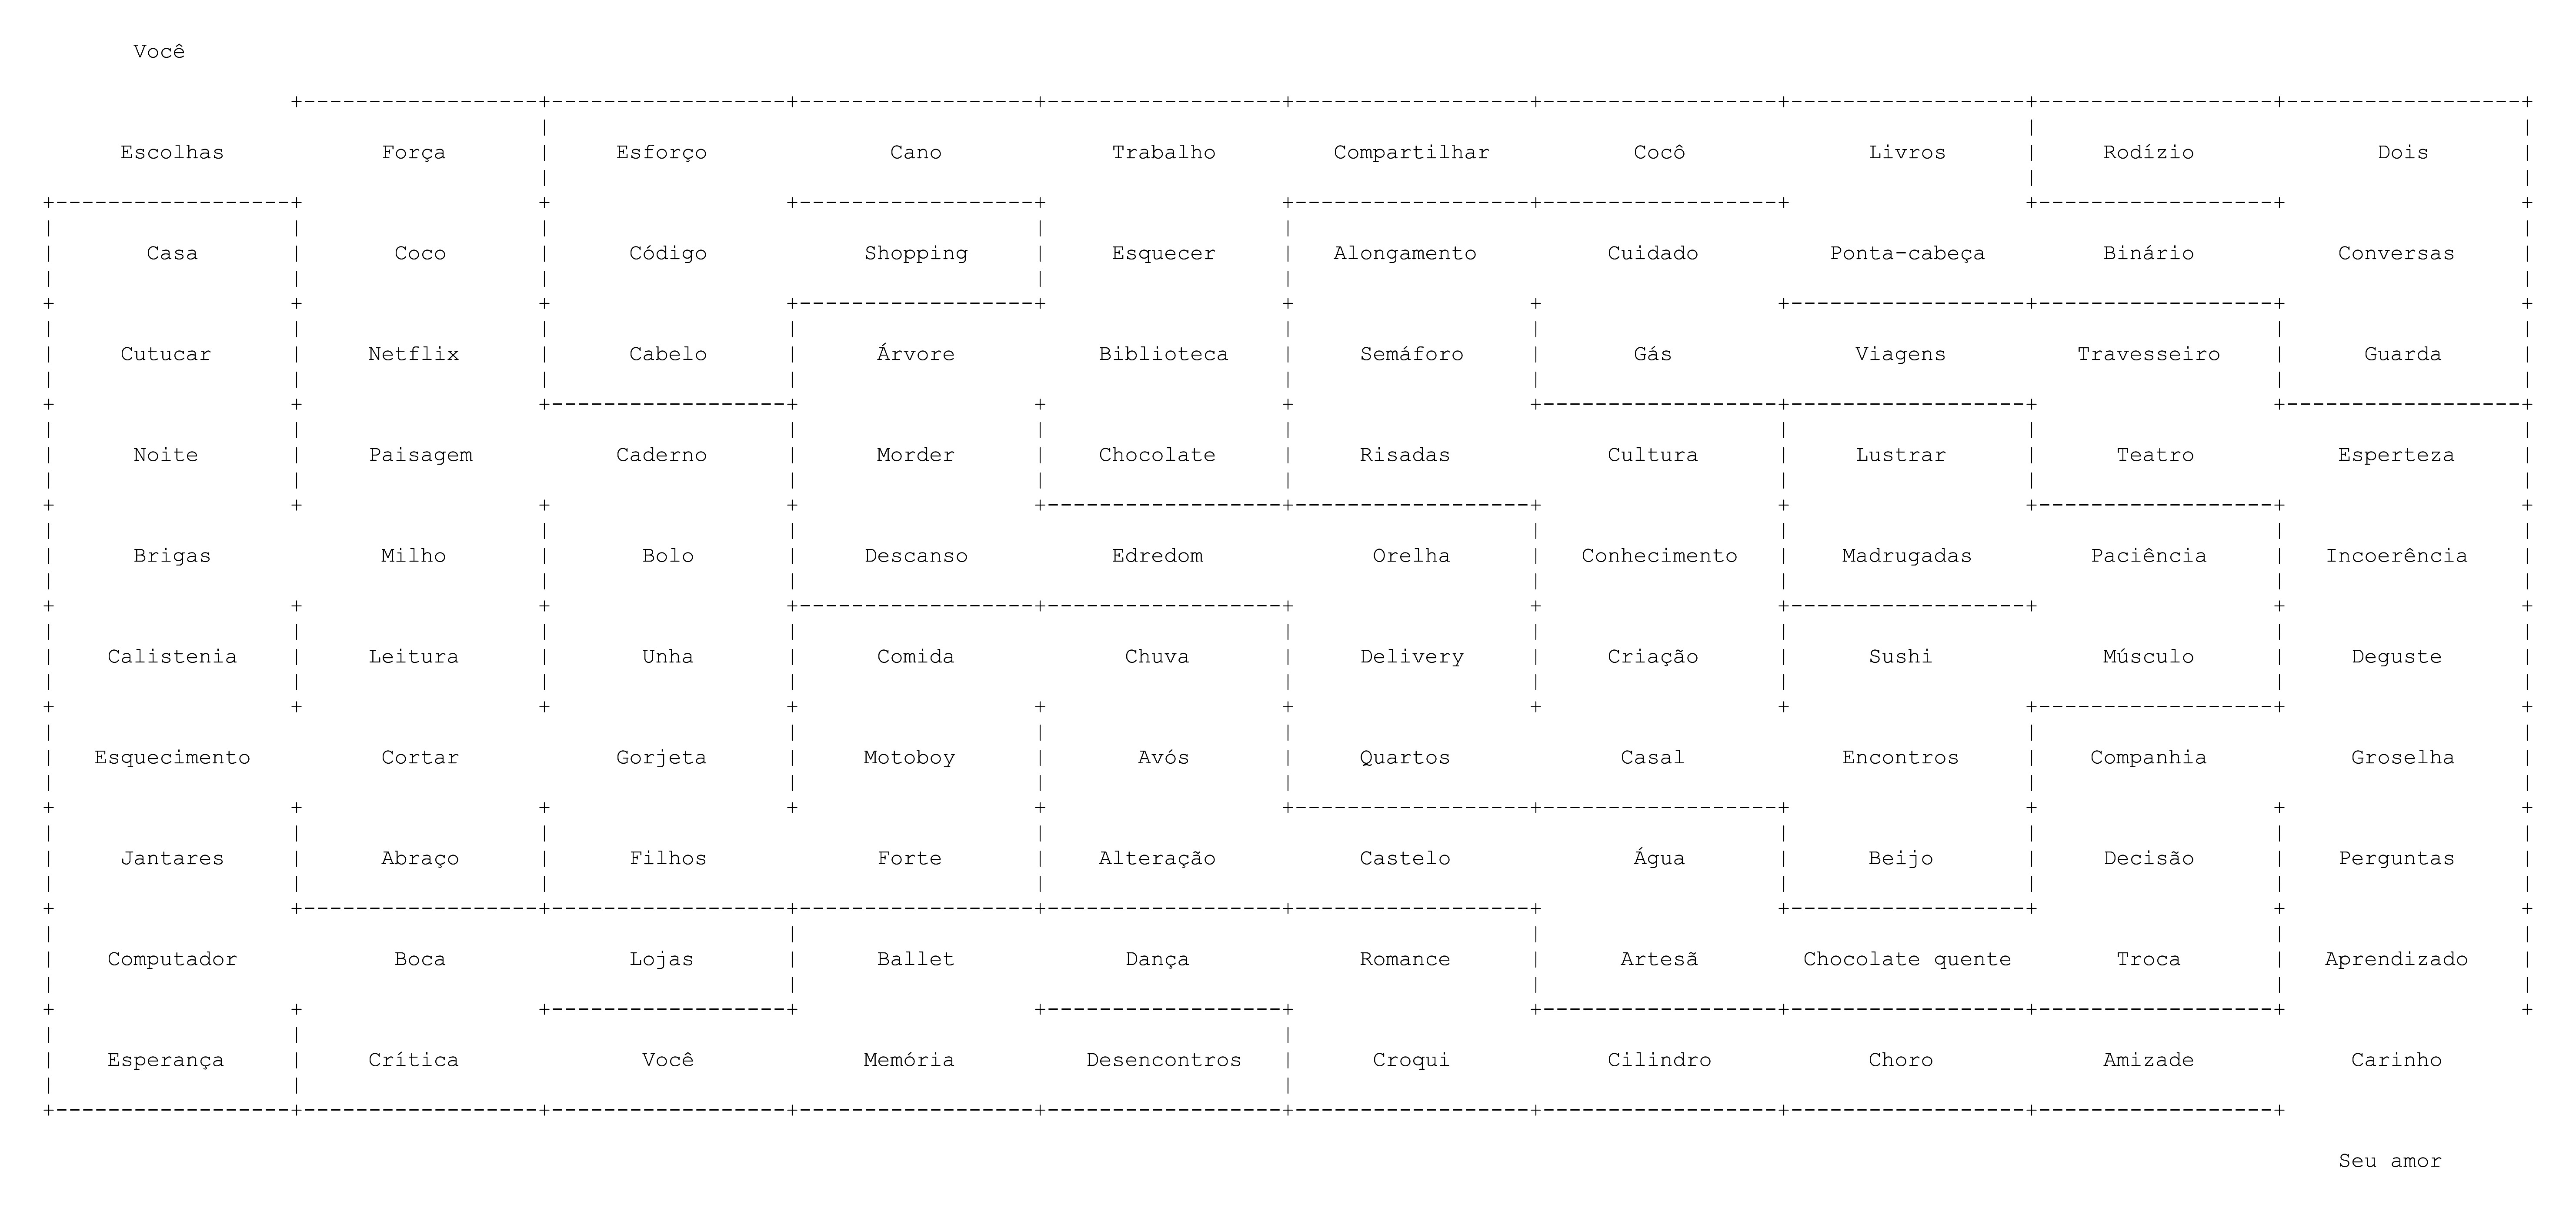 Você
Escolhas Força Esforço Cano Trabalho Compartilhar Cocô Livros Rodízio Dois
Casa Coco Código Shopping Esquecer Alongamento Cuidado Ponta-cabeça Binário Conversas
Cutucar Netflix Cabelo Árvore Biblioteca Semáforo Gás Viagens Travesseiro Guarda
Noite Paisagem Caderno Morder Chocolate Risadas Cultura Lustrar Teatro Esperteza
Brigas Milho Bolo Descanso Edredom Orelha Conhecimento Madrugadas Paciência Incoerência
Calistenia Leitura Unha Comida Chuva Delivery Criação Sushi Músculo Deguste
Esquecimento Cortar Gorjeta Motoboy Avós Quartos Casal Encontros Companhia Groselha
Jantares Abraço Filhos Forte Alteração Castelo Água Beijo Decisão Perguntas
Computador Boca Lojas Ballet Dança Romance Artesã Chocolate quente Troca Aprendizado
Esperança Crítica Você Memória Desencontros Croqui Cilindro Choro Amizade Carinho
Seu amor